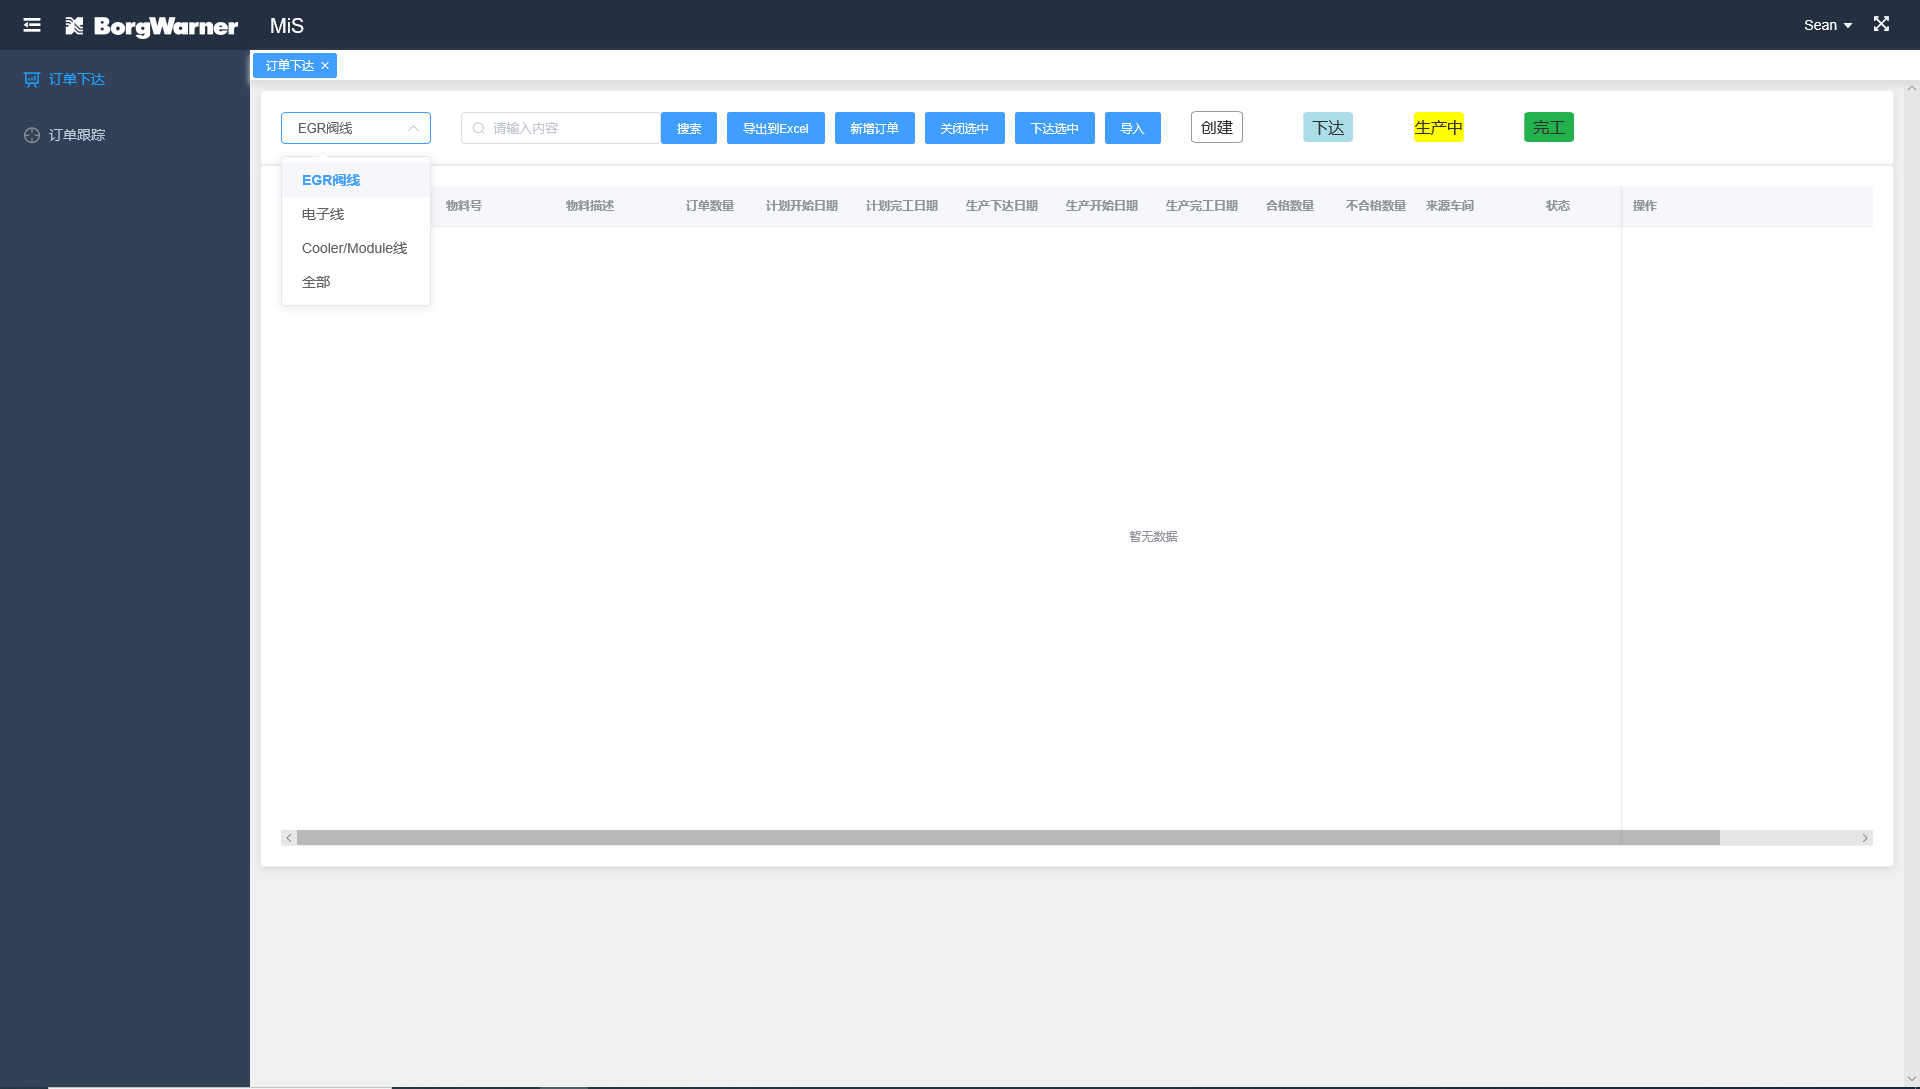 BorgWarner MiS Sean
订单下达
订单下达
订单跟踪
EGR阀线 请输入内容 搜索 导出到Excel 新增订单 关闭选中 下达选中 导入 创建 下达 生产中 完工
EGR阀线
电子线
Cooler/Module线
全部
物料号 物料描述 订单数量 计划开始日期 计划完工日期 生产下达日期 生产开始日期 生产完工日期 合格数量 不合格数量 来源车间 状态 操作
暂无数据